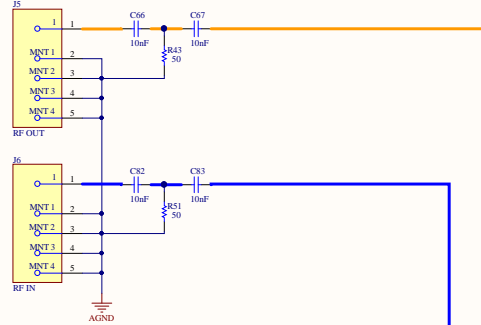 J5
C66
C67
1
1
10nF
10nF
R43
50
MNT 1
2
MNT 2
3
MNT 3
4
MNT 4
5
RF OUT
J6
C82
C83
1
1
10nF
10nF
R51
50
MNT 1
2
MNT 2
3
MNT 3
4
MNT 4
5
RF IN
AGND